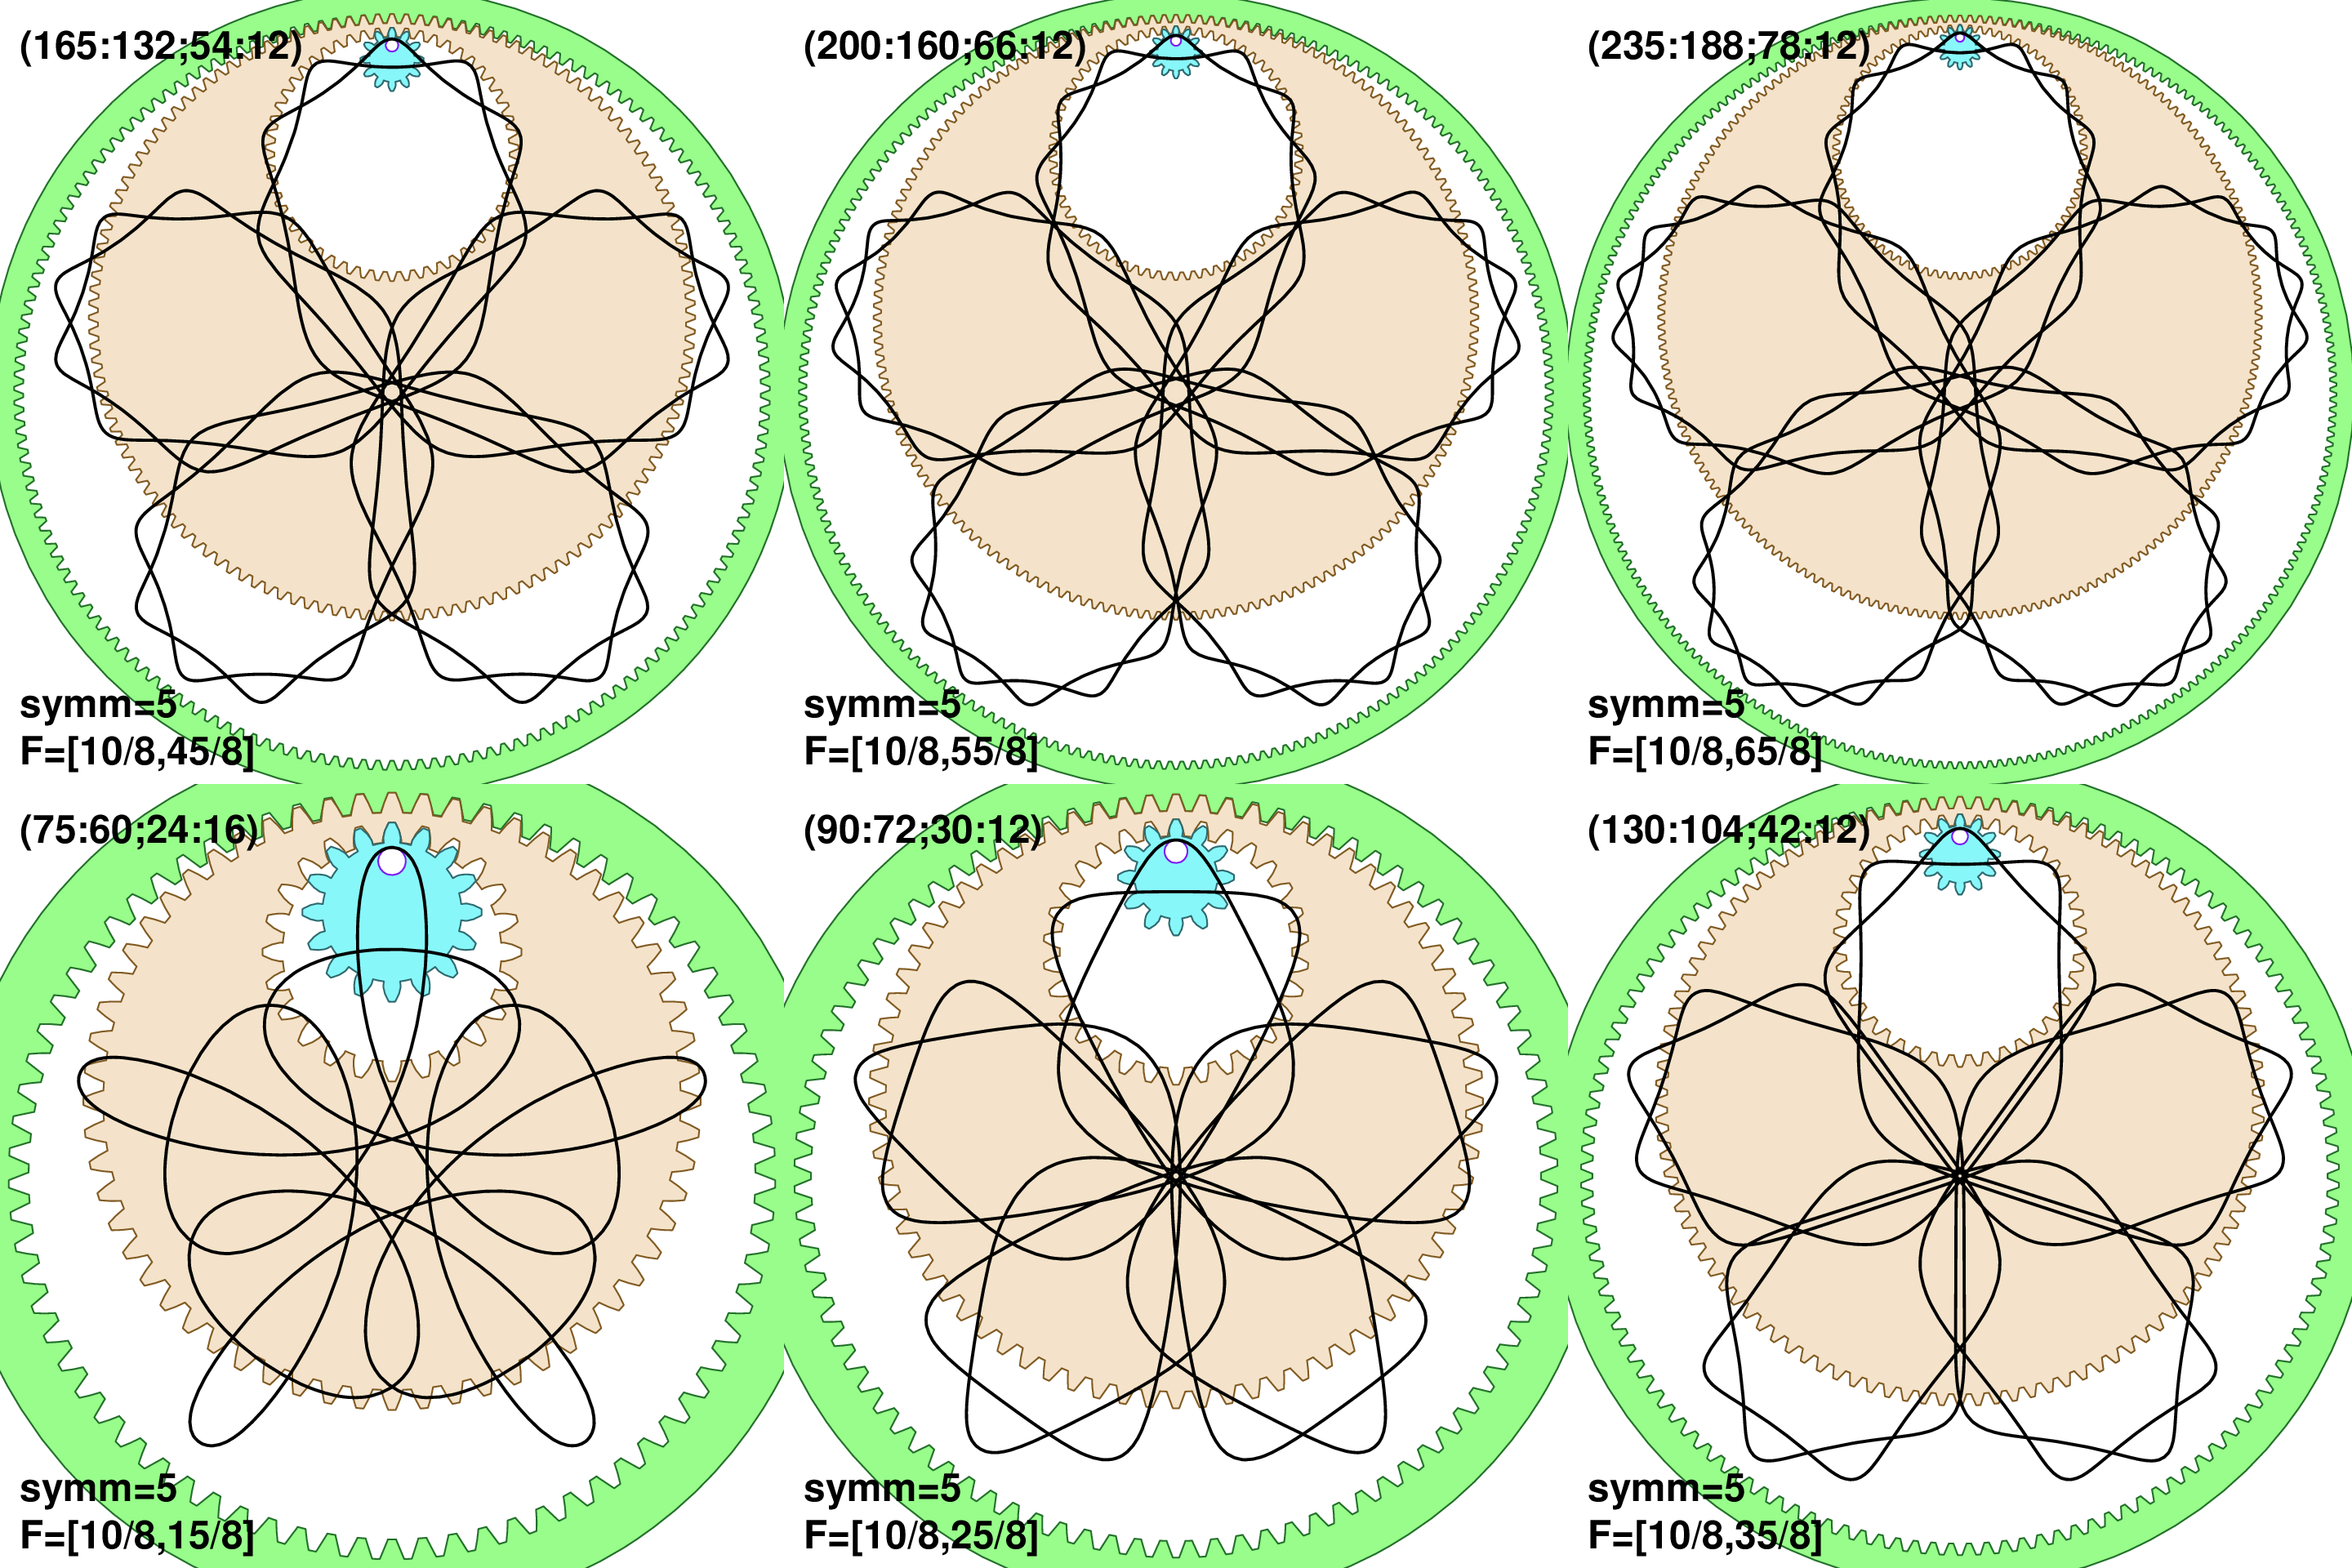 (165:132;54:12)
symm=5
F=[10/8,45/8]
(200:160;66:12)
symm=5
F=[10/8,55/8]
(235:188;78:12)
symm=5
F=[10/8,65/8]
(75:60;24:16)
symm=5
F=[10/8,15/8]
(90:72;30:12)
symm=5
F=[10/8,25/8]
(130:104;42:12)
symm=5
F=[10/8,35/8]